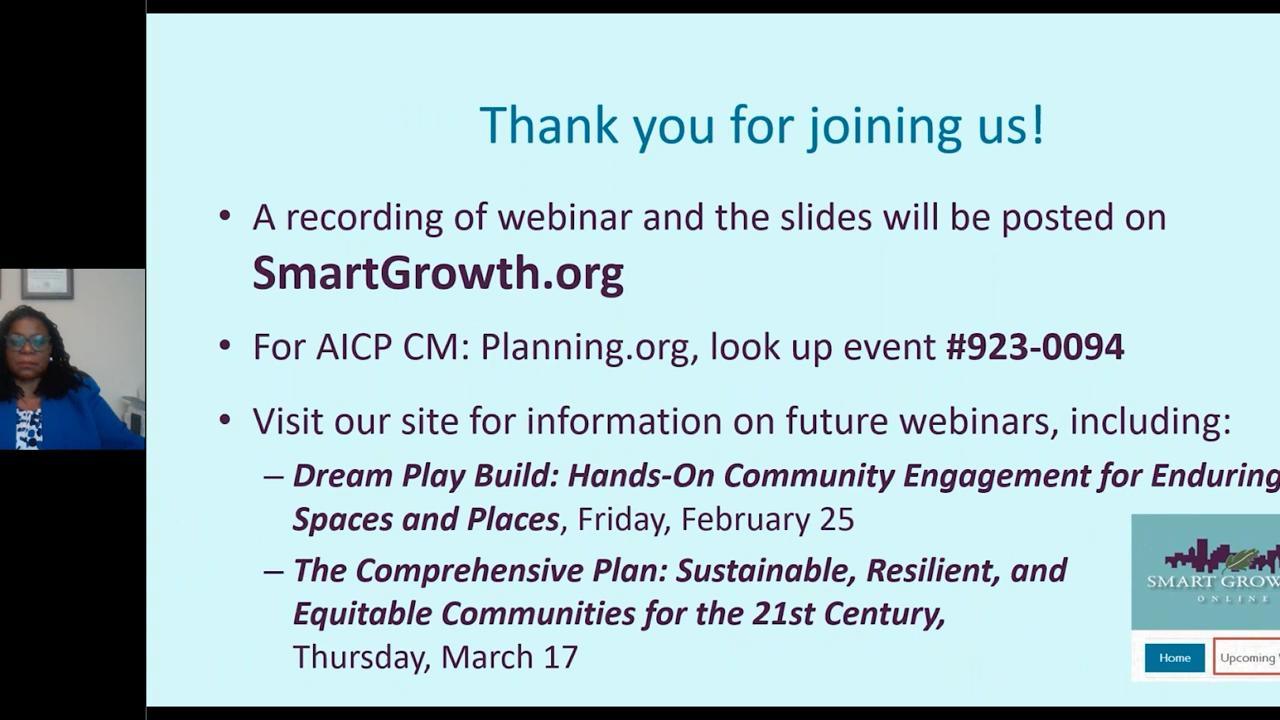 Thank you for joining us!
• A recording of webinar and the slides will be posted on
SmartGrowth.org
• For AICP CM: Planning.org, look up event #923-0094
• Visit our site for information on future webinars, including:
– Dream Play Build: Hands-On Community Engagement for Enduring
Spaces and Places, Friday, February 25
– The Comprehensive Plan: Sustainable, Resilient, and
Equitable Communities for the 21st Century,
Thursday, March 17
SMART GROW
ONLINE
Home
Upcoming